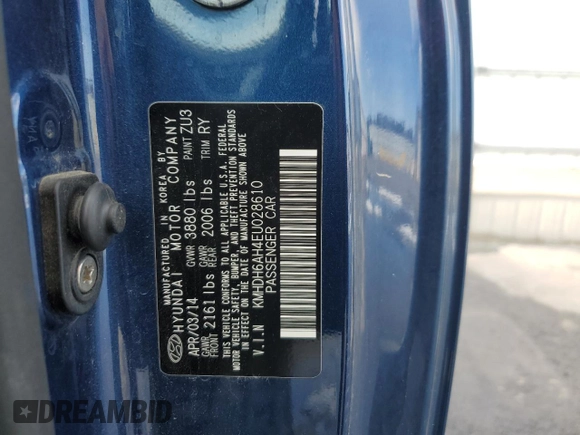 MANUFACTURED IN KOREA BY
HYUNDAI MOTOR COMPANY
APR/03/14 GVWR 3880 lbs PAINT ZU3
GAWR FRONT 2161 lbs GAWR REAR 2006 lbs TRIM RY
THIS VEHICLE CONFORMS TO ALL APPLICABLE U.S.A. FEDERAL
MOTOR VEHICLE SAFETY, BUMPER, AND THEFT PREVENTION STANDARDS
IN EFFECT ON THE DATE OF MANUFACTURE SHOWN ABOVE
V.I.N KMHDH6AH4EU028610
PASSENGER CAR
DREAMBID